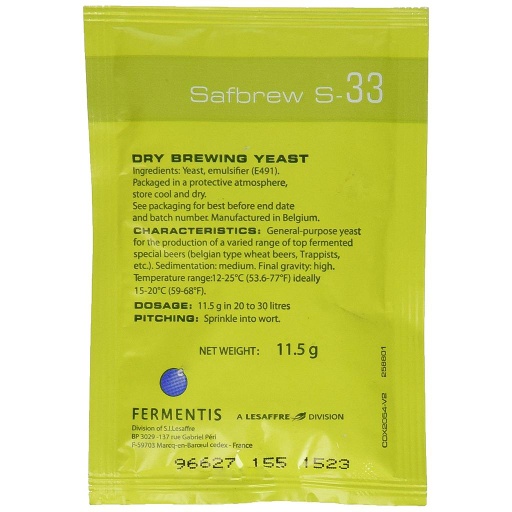 Safbrew S-33
DRY BREWING YEAST
Ingredients: Yeast, emulsifier (E491).
Packaged in a protective atmosphere,
store cool and dry.
See packaging for best before end date
and batch number. Manufactured in Belgium.
CHARACTERISTICS: General-purpose yeast
for the production of a varied range of top fermented
special beers (belgian type wheat beers, Trappists,
etc.). Sedimentation: medium. Final gravity: high.
Temperature range:12-25°C (53.6-77°F) ideally
15-20°C (59-68°F).
DOSAGE: 11.5 g in 20 to 30 litres
PITCHING: Sprinkle into wort.
NET WEIGHT: 11.5 g
FERMENTIS A LESAFFRE DIVISION
Division of S.I.Lesaffre
BP 3029 -137 rue Gabriel Péri
F-59703 Marcq-en-Barœul cedex - France
96627 155 1523
CDX2054-V2 258601